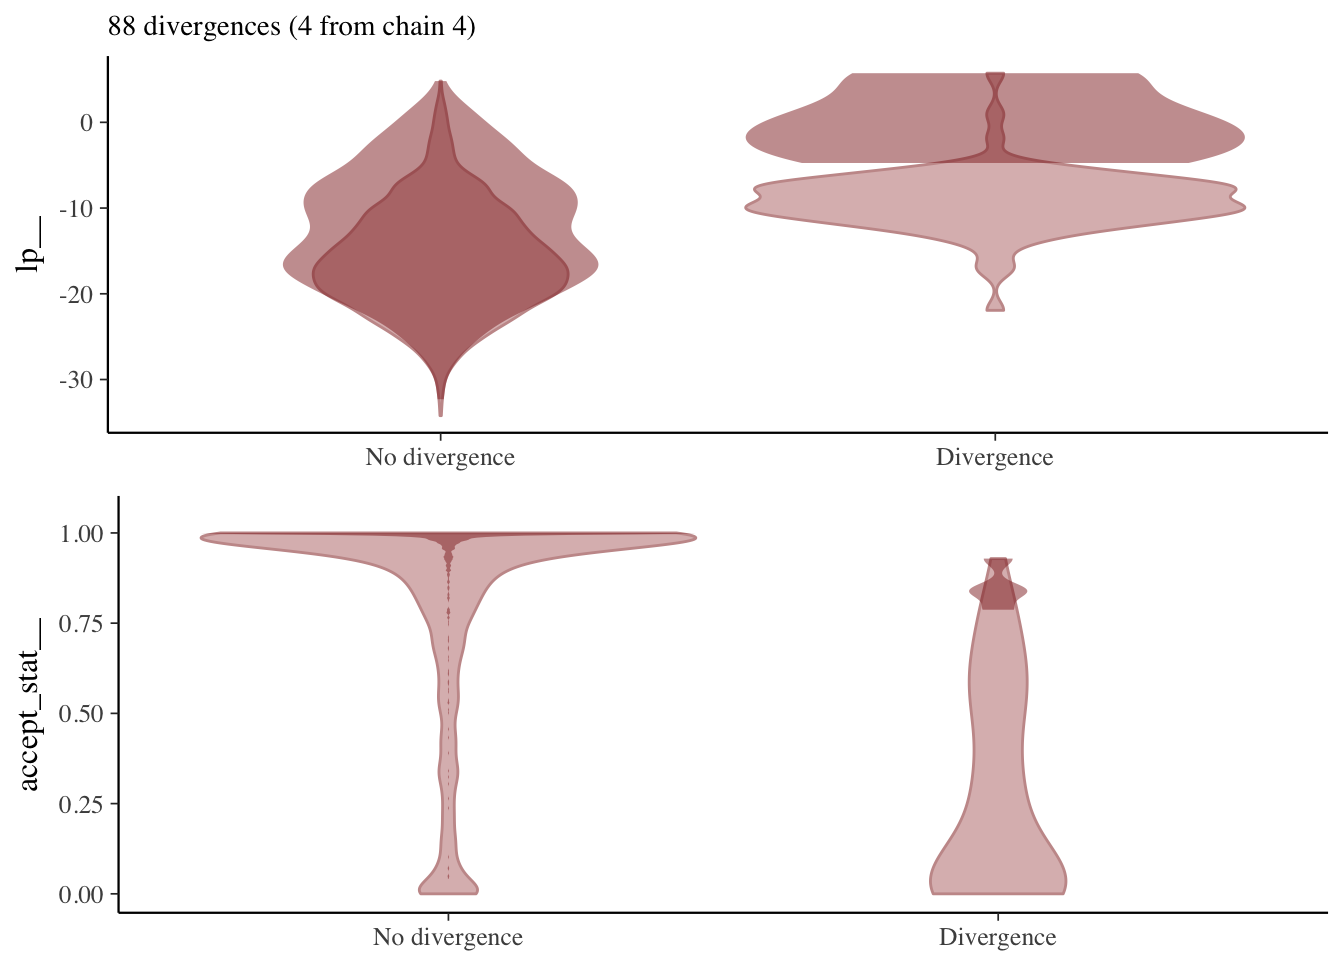 88 divergences (4 from chain 4)
lp__
0
-10
-20
-30
No divergence
Divergence
accept_stat__
1.00
0.75
0.50
0.25
0.00
No divergence
Divergence